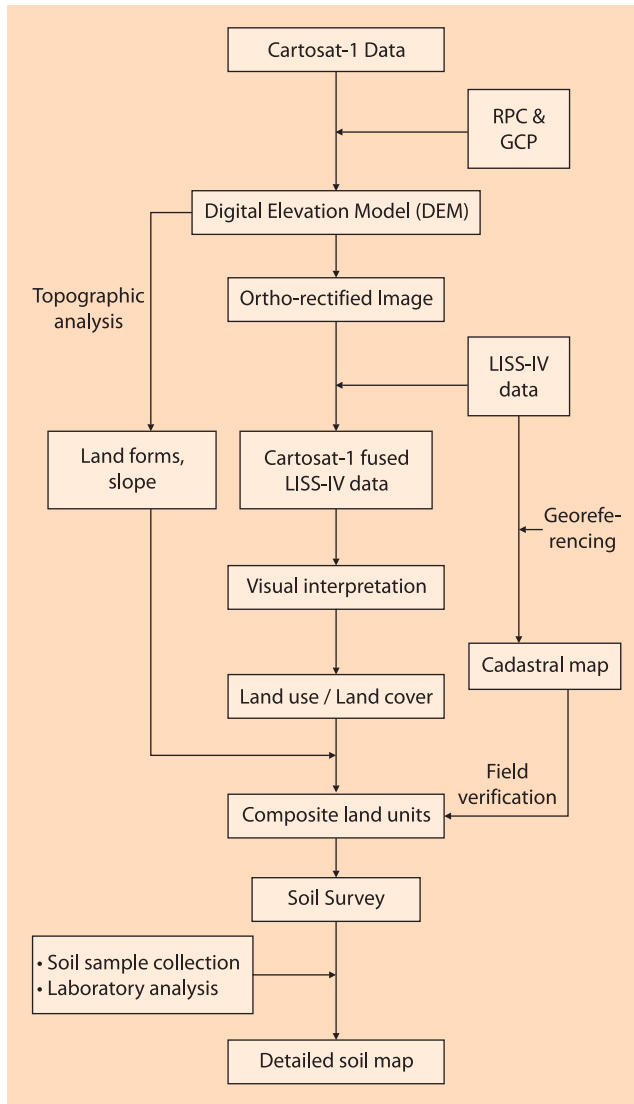 Cartosat-1 Data
RPC &
GCP
Digital Elevation Model (DEM)
Topographic
analysis
Ortho-rectified Image
LISS-IV
data
Land forms,
slope
Cartosat-1 fused
LISS-IV data
Georefe-
rencing
Visual interpretation
Cadastral map
Land use / Land cover
Field
verification
Composite land units
Soil Survey
• Soil sample collection
• Laboratory analysis
Detailed soil map